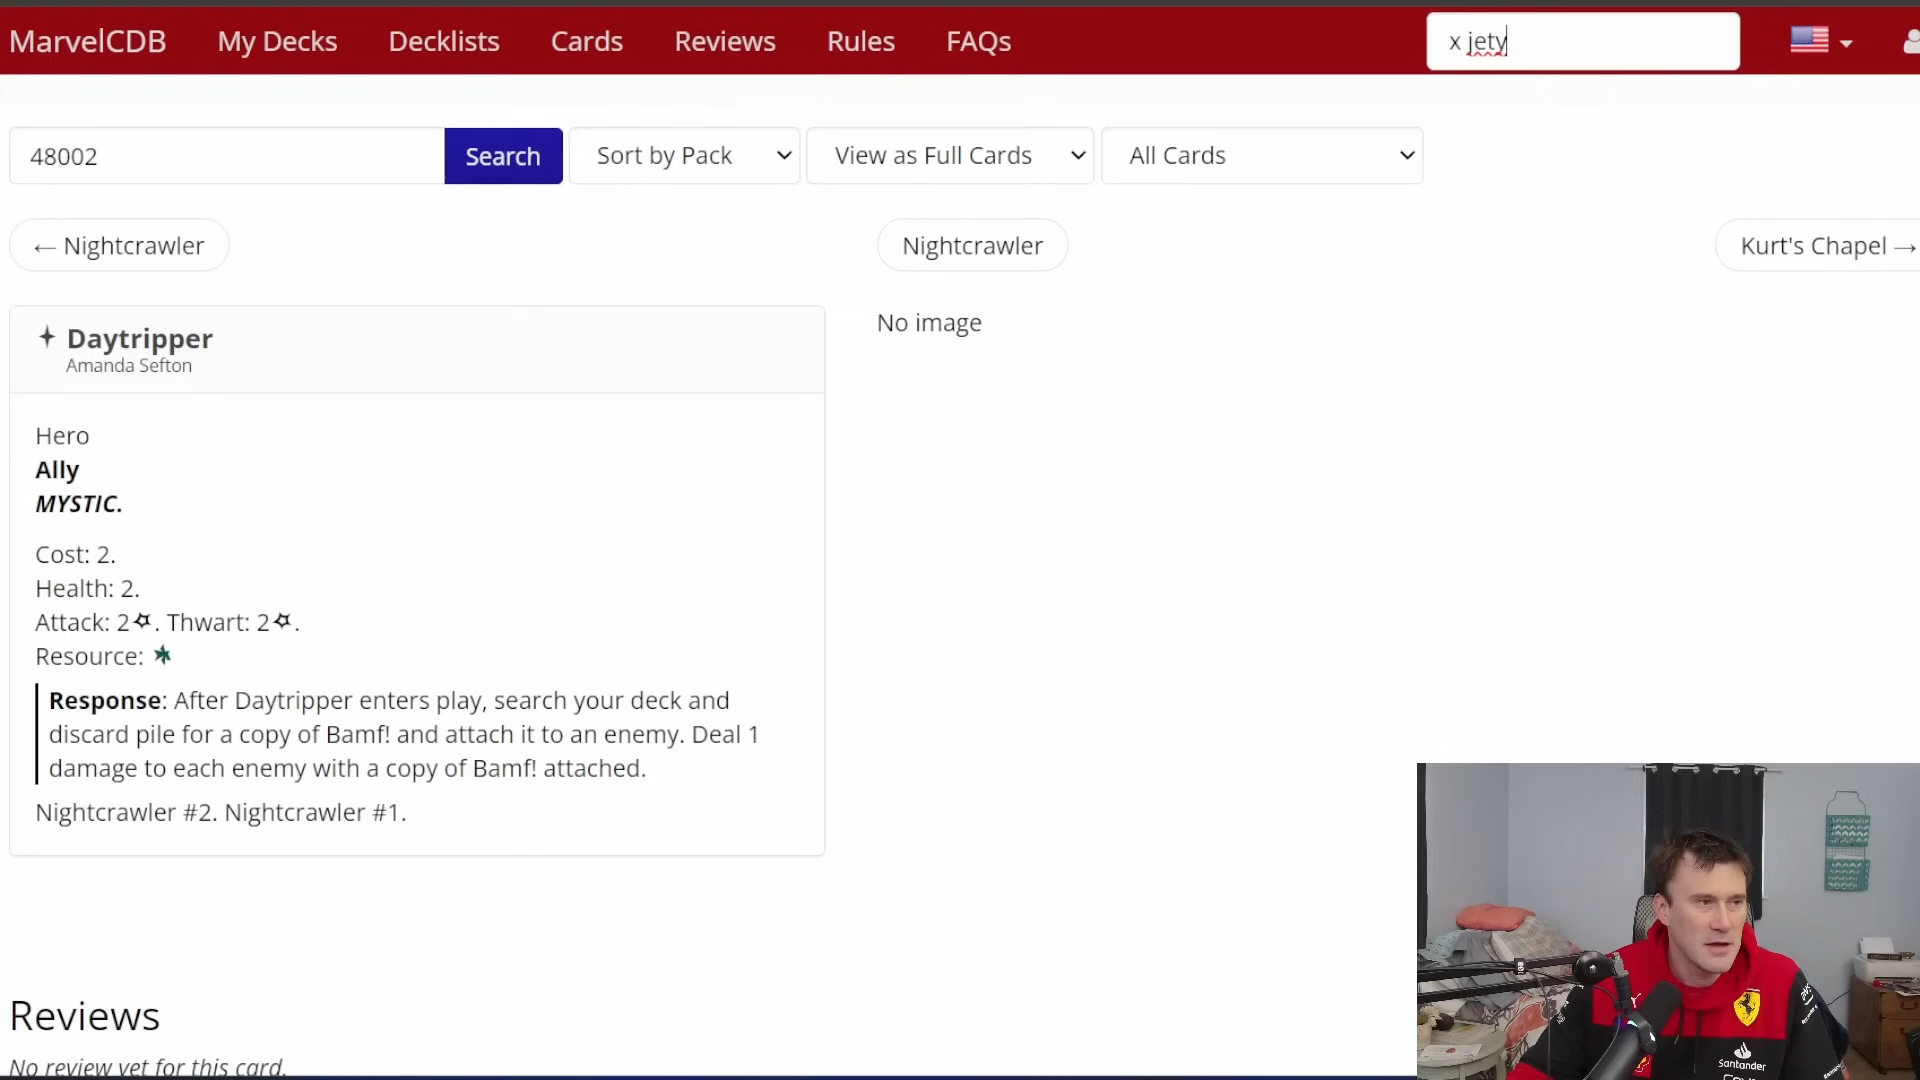 MarvelCDB My Decks Decklists Cards Reviews Rules FAQs x jety
48002 Search Sort by Pack View as Full Cards All Cards
← Nightcrawler Nightcrawler Kurt's Chapel →
Daytripper
Amanda Sefton
No image
Hero
Ally
MYSTIC.
Cost: 2.
Health: 2.
Attack: 2. Thwart: 2.
Resource:
Response: After Daytripper enters play, search your deck and
discard pile for a copy of Bamf! and attach it to an enemy. Deal 1
damage to each enemy with a copy of Bamf! attached.
Nightcrawler #2. Nightcrawler #1.
Reviews
No review yet for this card.
Santander